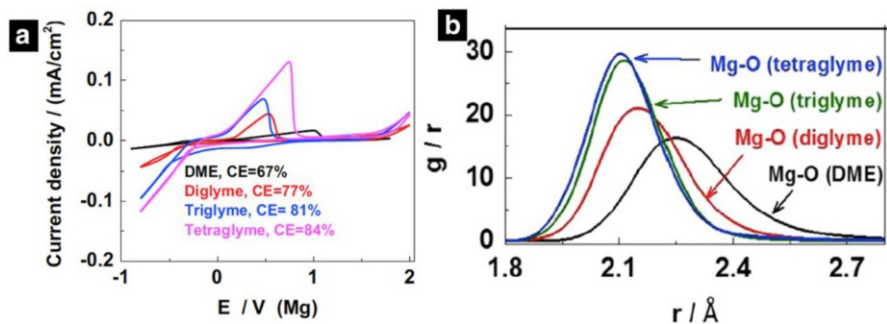 a
Current density / (mA/cm²)
0.2
0.1
0.0
-0.1
-0.2
DME, CE=67%
Diglyme, CE=77%
Triglyme, CE= 81%
Tetraglyme, CE=84%
-1
0
1
2
E / V (Mg)
b
g / r
30
20
10
0
Mg-O (tetraglyme)
Mg-O (triglyme)
Mg-O (diglyme)
Mg-O (DME)
1.8
2.1
2.4
2.7
r / Å